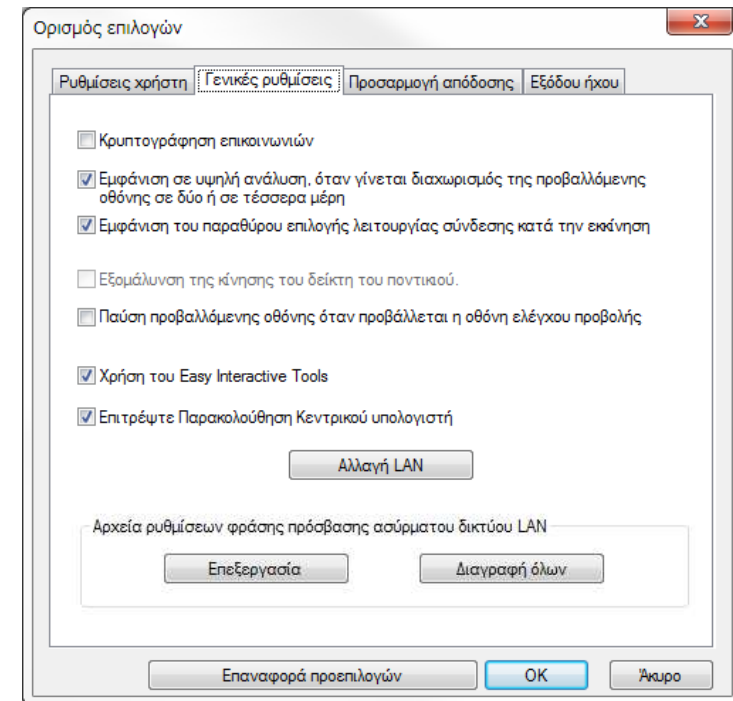 Ορισμός επιλογών
Ρυθμίσεις χρήστη Γενικές ρυθμίσεις Προσαρμογή απόδοσης Εξόδου ήχου
Κρυπτογράφηση επικοινωνιών
Εμφάνιση σε υψηλή ανάλυση, όταν γίνεται διαχωρισμός της προβαλλόμενης
οθόνης σε δύο ή σε τέσσερα μέρη
Εμφάνιση του παραθύρου επιλογής λειτουργίας σύνδεσης κατά την εκκίνηση
Εξομάλυνση της κίνησης του δείκτη του ποντικιού.
Παύση προβαλλόμενης οθόνης όταν προβάλλεται η οθόνη ελέγχου προβολής
Χρήση του Easy Interactive Tools
Επιτρέψτε Παρακολούθηση Κεντρικού υπολογιστή
Αλλαγή LAN
Αρχεία ρυθμίσεων φράσης πρόσβασης ασύρματου δικτύου LAN
Επεξεργασία Διαγραφή όλων
Επαναφορά προεπιλογών OK Άκυρο